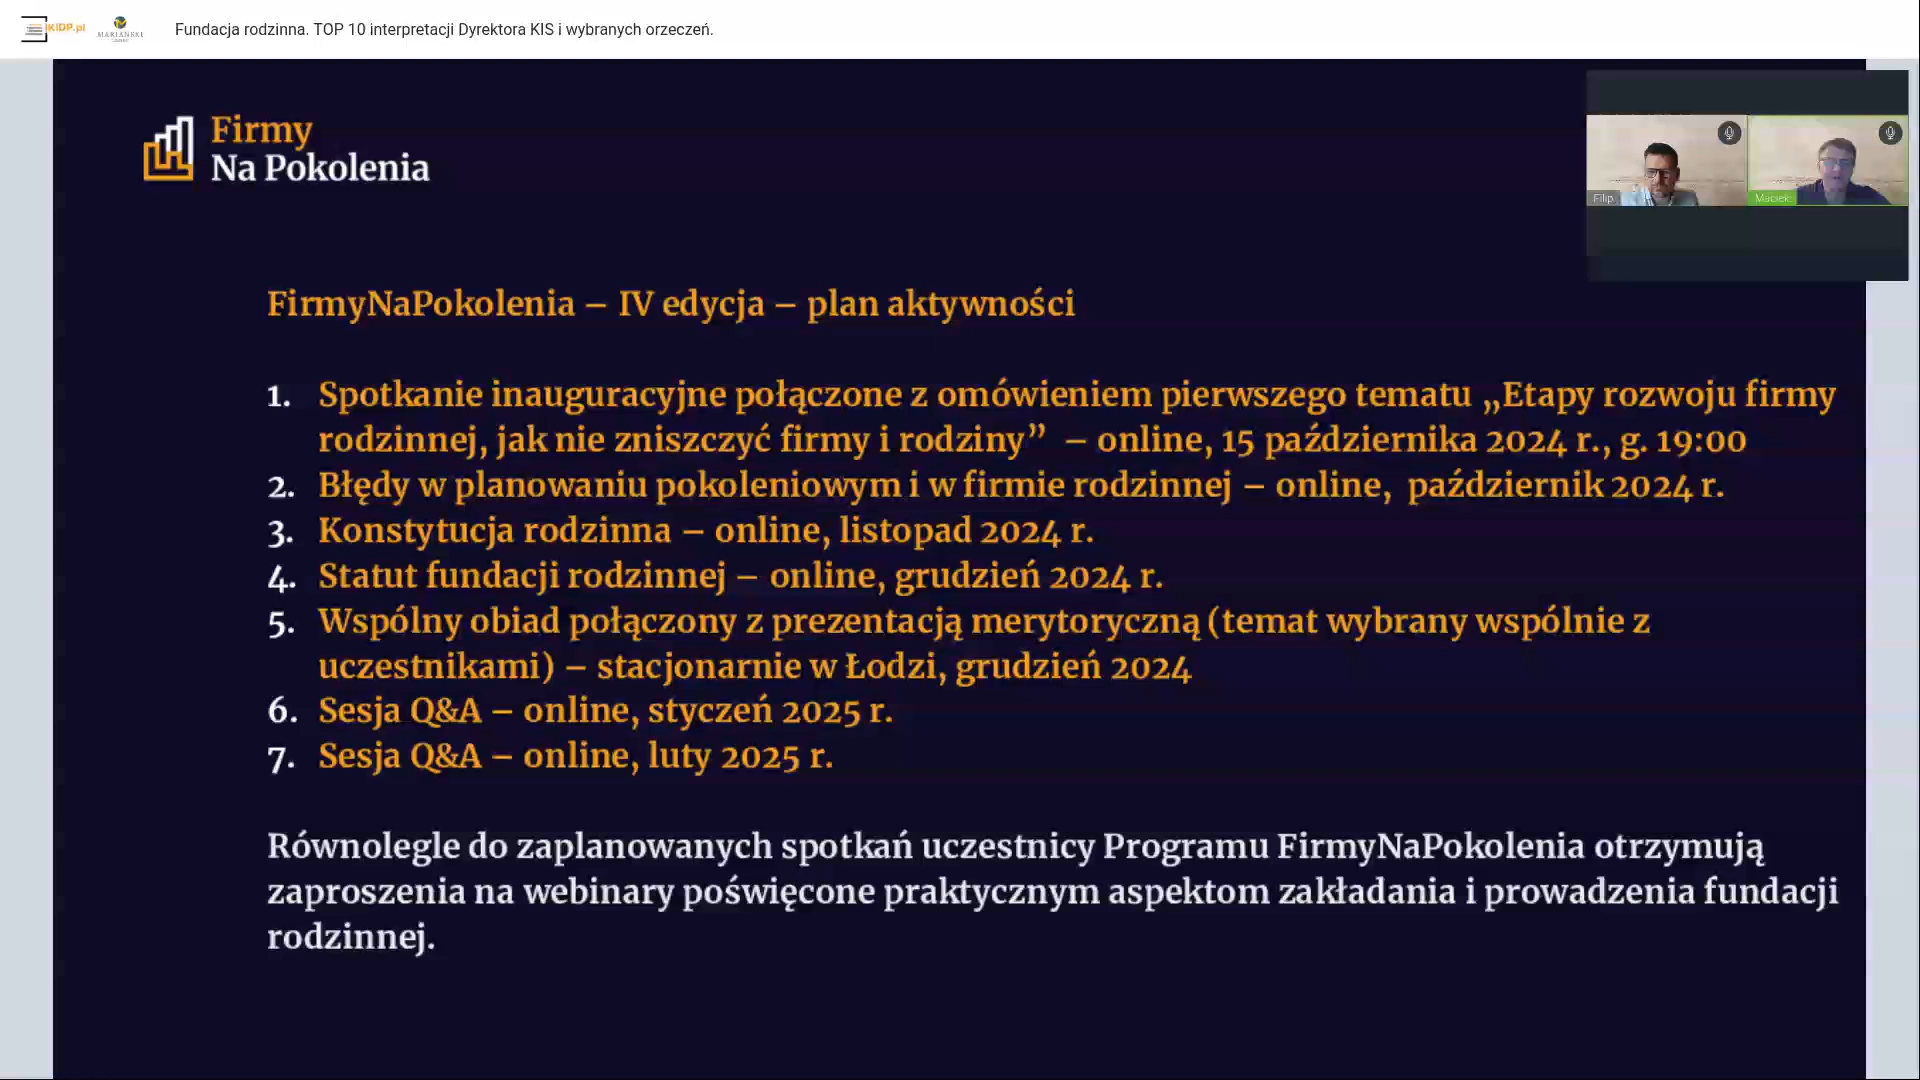 iKIDP.pl
MARIAŃSKI
Fundacja rodzinna. TOP 10 interpretacji Dyrektora KIS i wybranych orzeczeń.
Firmy
Na Pokolenia
Filip
Maciek
FirmyNaPokolenia – IV edycja – plan aktywności
1. Spotkanie inauguracyjne połączone z omówieniem pierwszego tematu „Etapy rozwoju firmy
rodzinnej, jak nie zniszczyć firmy i rodziny” – online, 15 października 2024 r., g. 19:00
2. Błędy w planowaniu pokoleniowym i w firmie rodzinnej – online, październik 2024 r.
3. Konstytucja rodzinna – online, listopad 2024 r.
4. Statut fundacji rodzinnej – online, grudzień 2024 r.
5. Wspólny obiad połączony z prezentacją merytoryczną (temat wybrany wspólnie z
uczestnikami) – stacjonarnie w Łodzi, grudzień 2024
6. Sesja Q&A – online, styczeń 2025 r.
7. Sesja Q&A – online, luty 2025 r.
Równolegle do zaplanowanych spotkań uczestnicy Programu FirmyNaPokolenia otrzymują
zaproszenia na webinary poświęcone praktycznym aspektom zakładania i prowadzenia fundacji
rodzinnej.